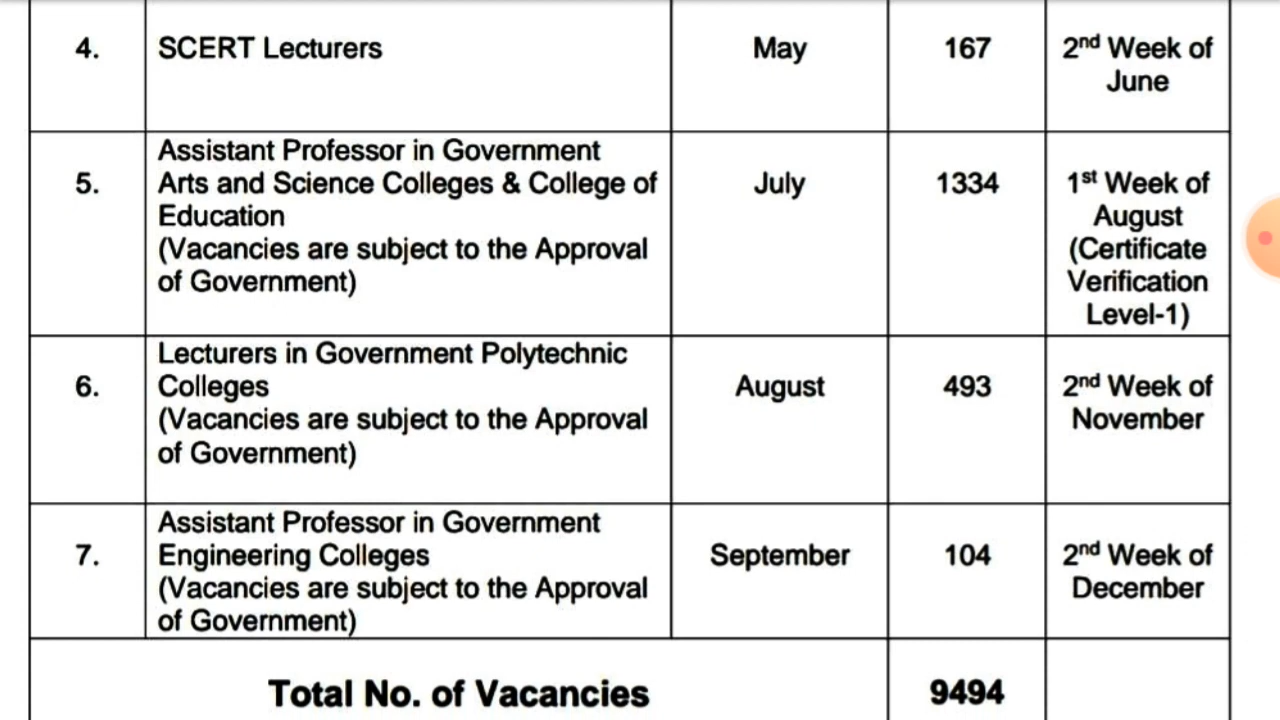 4. SCERT Lecturers May 167 2nd Week of
June
Assistant Professor in Government
5. Arts and Science Colleges & College of July 1334 1st Week of
Education August
(Vacancies are subject to the Approval (Certificate
of Government) Verification
Level-1)
Lecturers in Government Polytechnic
6. Colleges August 493 2nd Week of
(Vacancies are subject to the Approval November
of Government)
Assistant Professor in Government
7. Engineering Colleges September 104 2nd Week of
(Vacancies are subject to the Approval December
of Government)
Total No. of Vacancies 9494